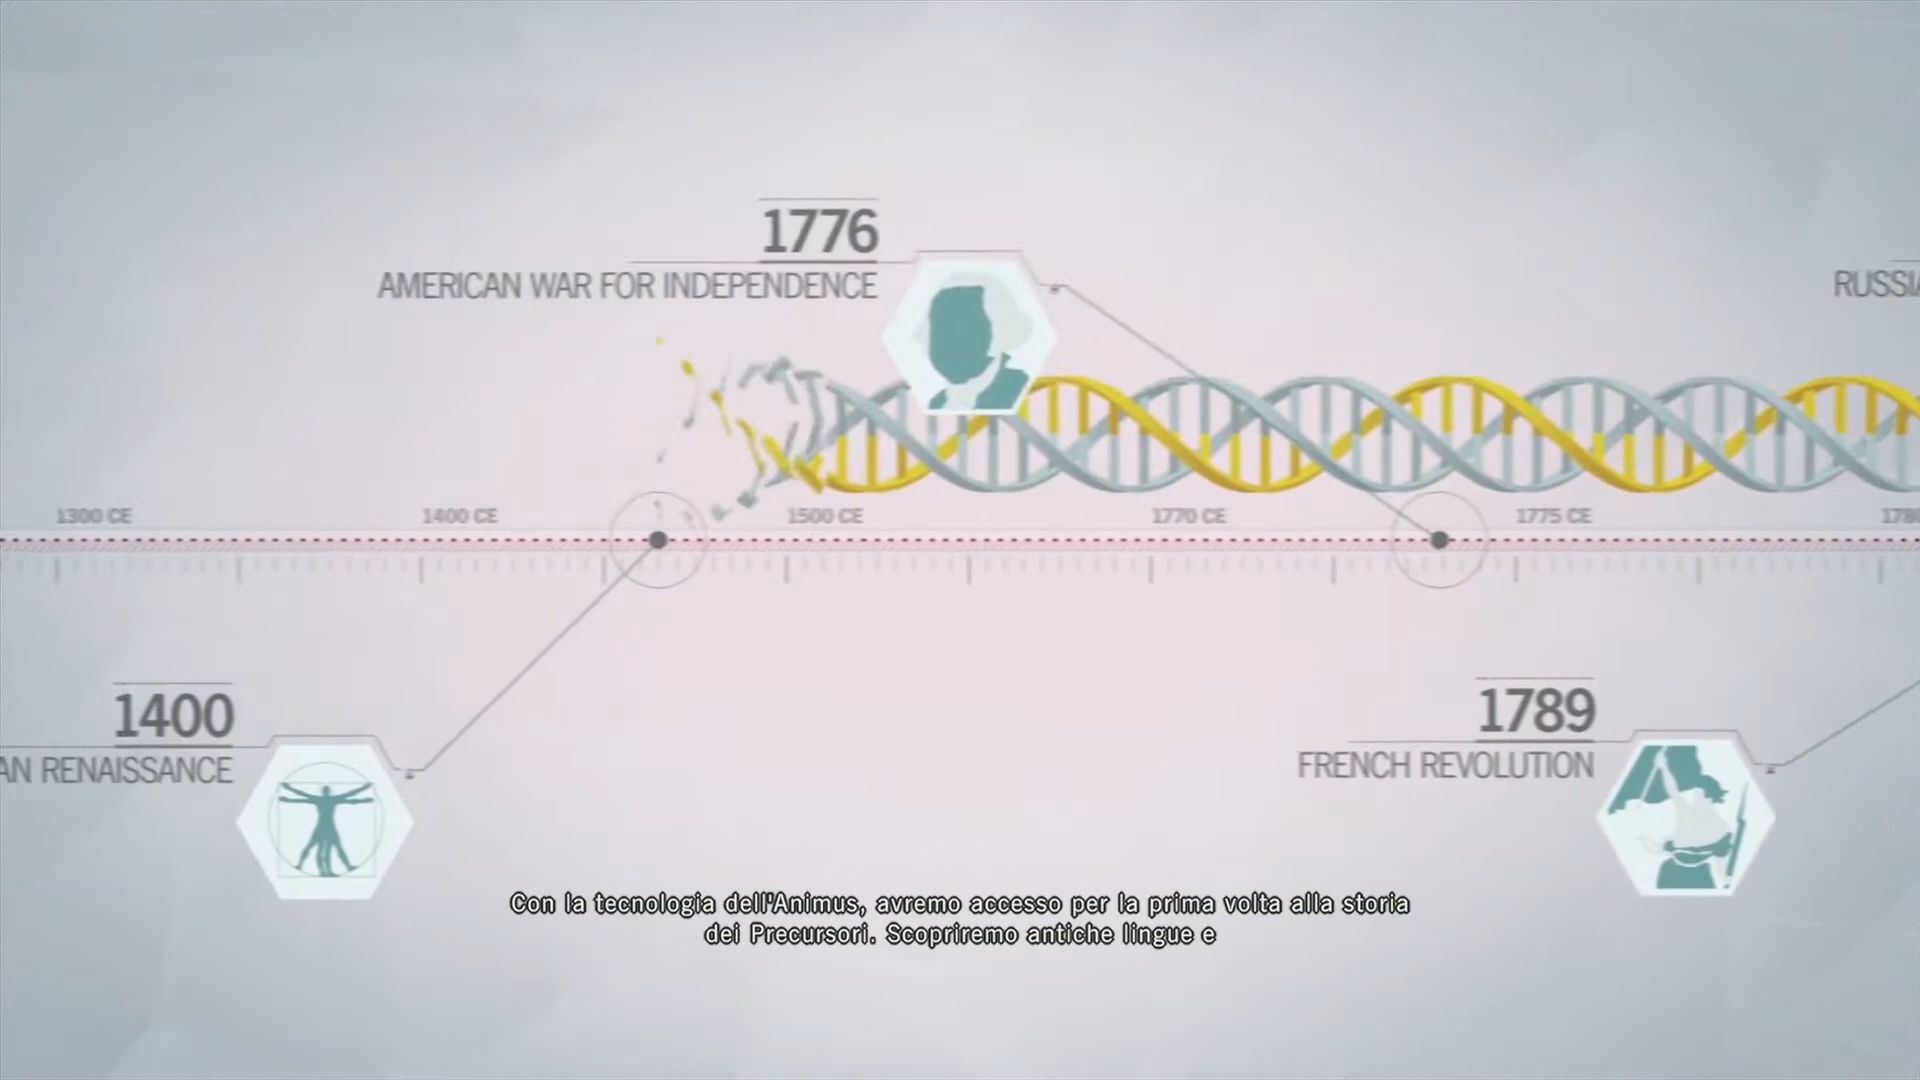 1776
AMERICAN WAR FOR INDEPENDENCE
RUSSIA
1300 CE
1400 CE
1500 CE
1770 CE
1775 CE
1780
1400
AN RENAISSANCE
1789
FRENCH REVOLUTION
Con la tecnologia dell'Animus, avremo accesso per la prima volta alla storia
dei Precursori. Scopriremo antiche lingue e